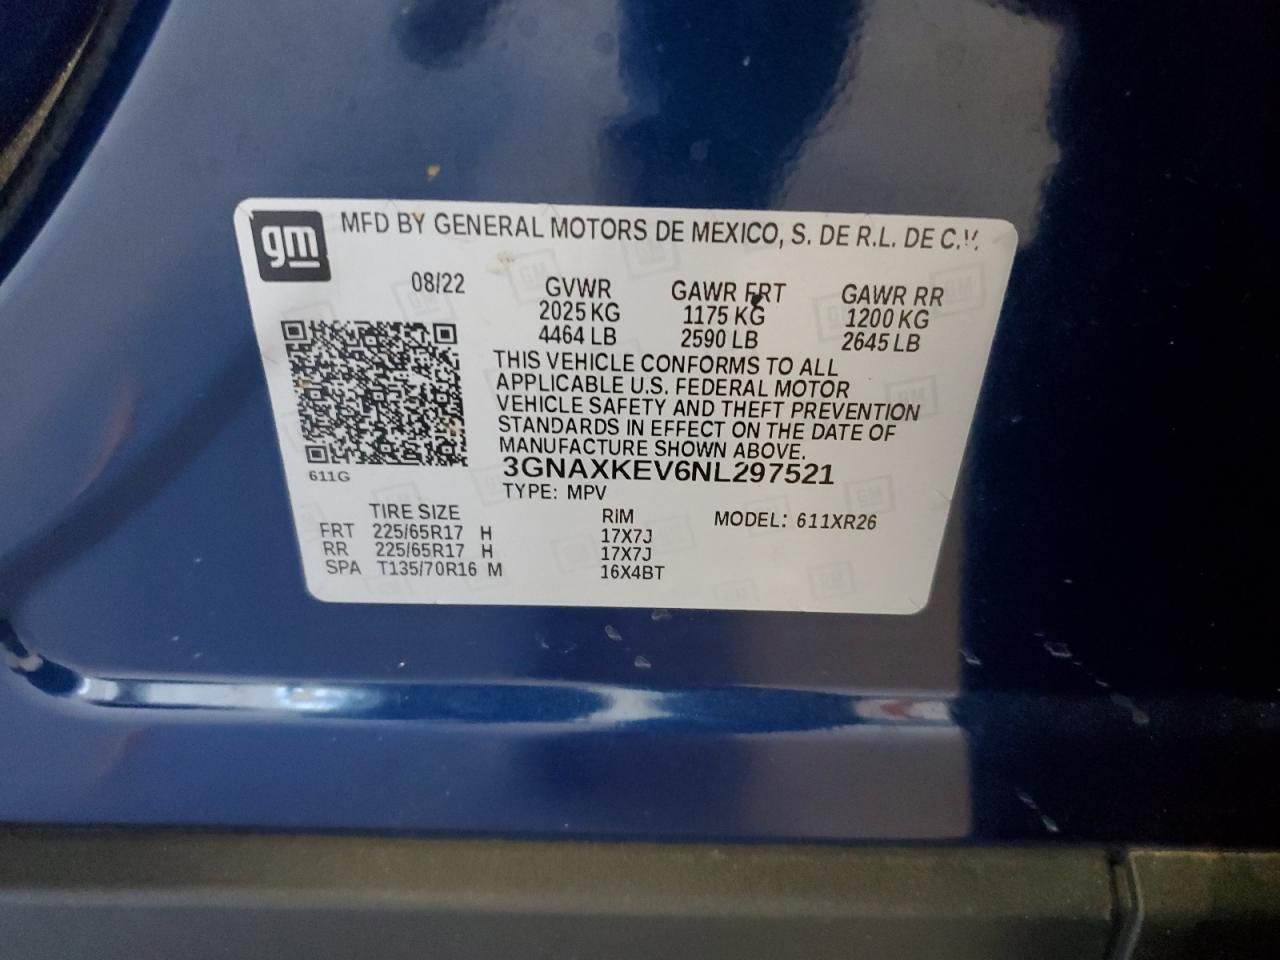 gm MFD BY GENERAL MOTORS DE MEXICO, S. DE R.L. DE C.V.
08/22 GVWR GAWR FRT GAWR RR
2025 KG 1175 KG 1200 KG
4464 LB 2590 LB 2645 LB
THIS VEHICLE CONFORMS TO ALL
APPLICABLE U.S. FEDERAL MOTOR
VEHICLE SAFETY AND THEFT PREVENTION
STANDARDS IN EFFECT ON THE DATE OF
MANUFACTURE SHOWN ABOVE.
611G
3GNAXKEV6NL297521
TYPE: MPV
TIRE SIZE RIM MODEL: 611XR26
FRT 225/65R17 H 17X7J
RR 225/65R17 H 17X7J
SPA T135/70R16 M 16X4BT